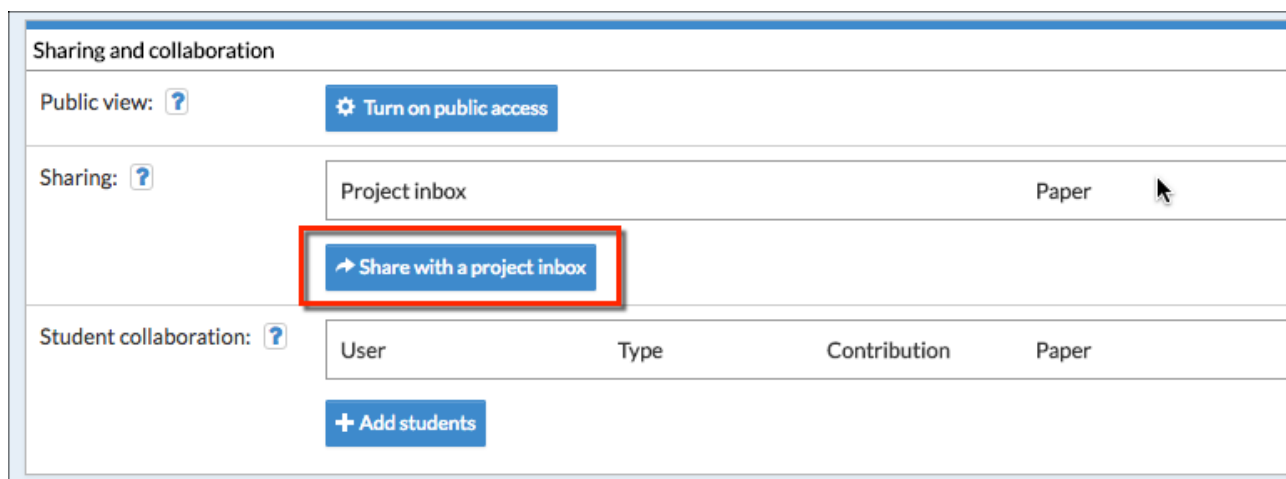 Sharing and collaboration
Public view: ?
Turn on public access
Sharing: ?
Project inbox Paper
Share with a project inbox
Student collaboration: ?
User Type Contribution Paper
Add students